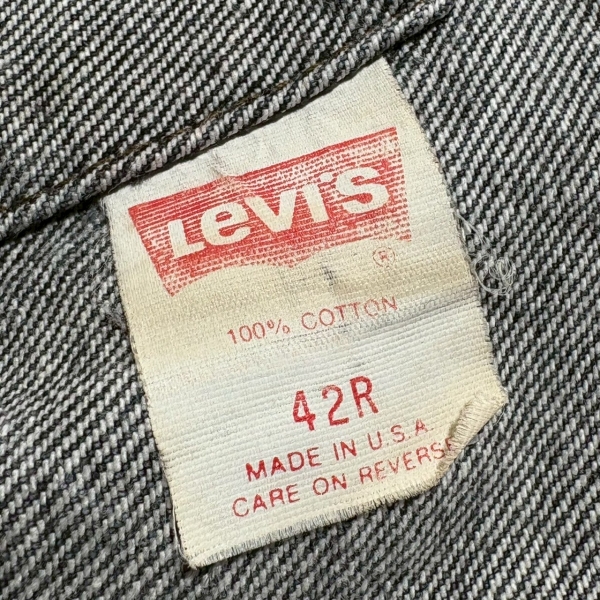 Levi's
®
100% COTTON
42R
MADE IN U.S.A.
CARE ON REVERSE